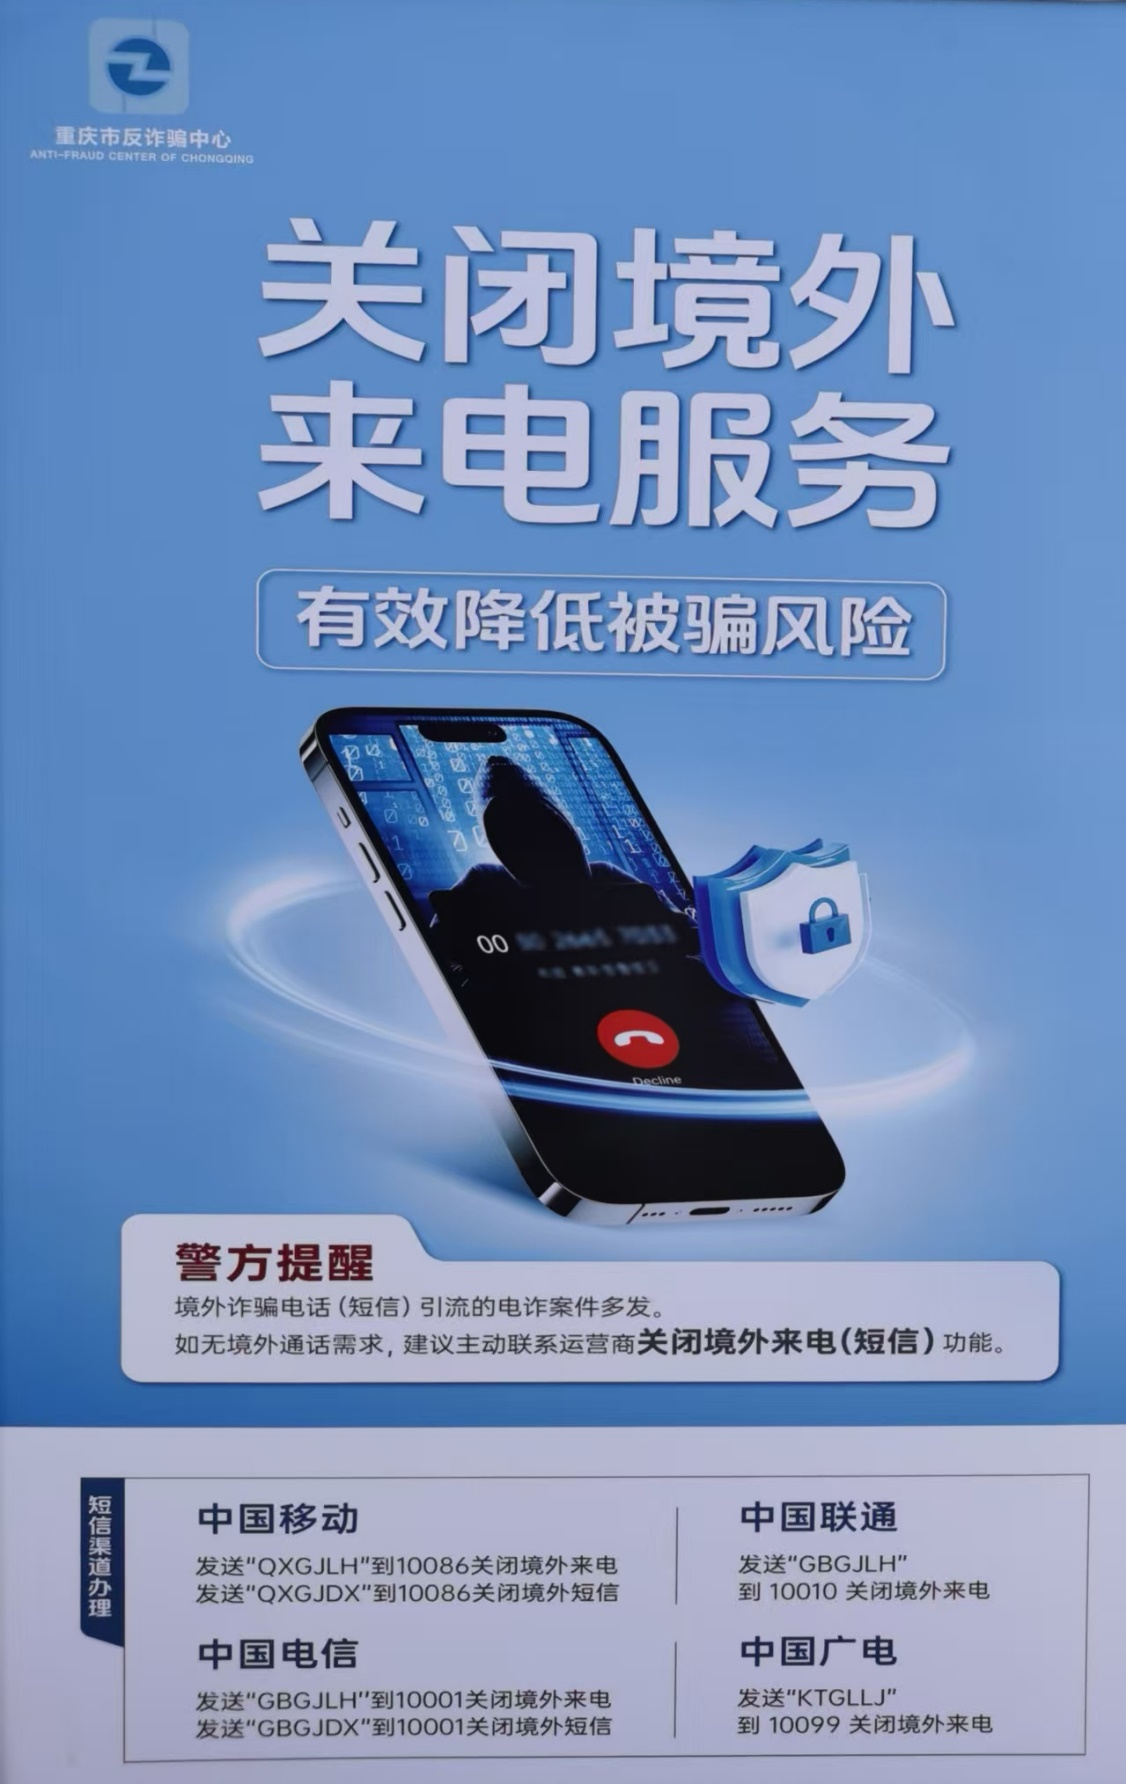 重庆市反诈骗中心
ANTI-FRAUD CENTER OF CHONGQING
关闭境外
来电服务
有效降低被骗风险
00
Decline
警方提醒
境外诈骗电话（短信）引流的电诈案件多发。
如无境外通话需求，建议主动联系运营商关闭境外来电（短信）功能。
短信渠道办理
中国移动
发送“QXGJLH”到10086关闭境外来电
发送“QXGJDX”到10086关闭境外短信
中国联通
发送“GBGJLH”
到 10010 关闭境外来电
中国电信
发送“GBGJLH”到10001关闭境外来电
发送“GBGJDX”到10001关闭境外短信
中国广电
发送“KTGLLJ”
到 10099 关闭境外来电